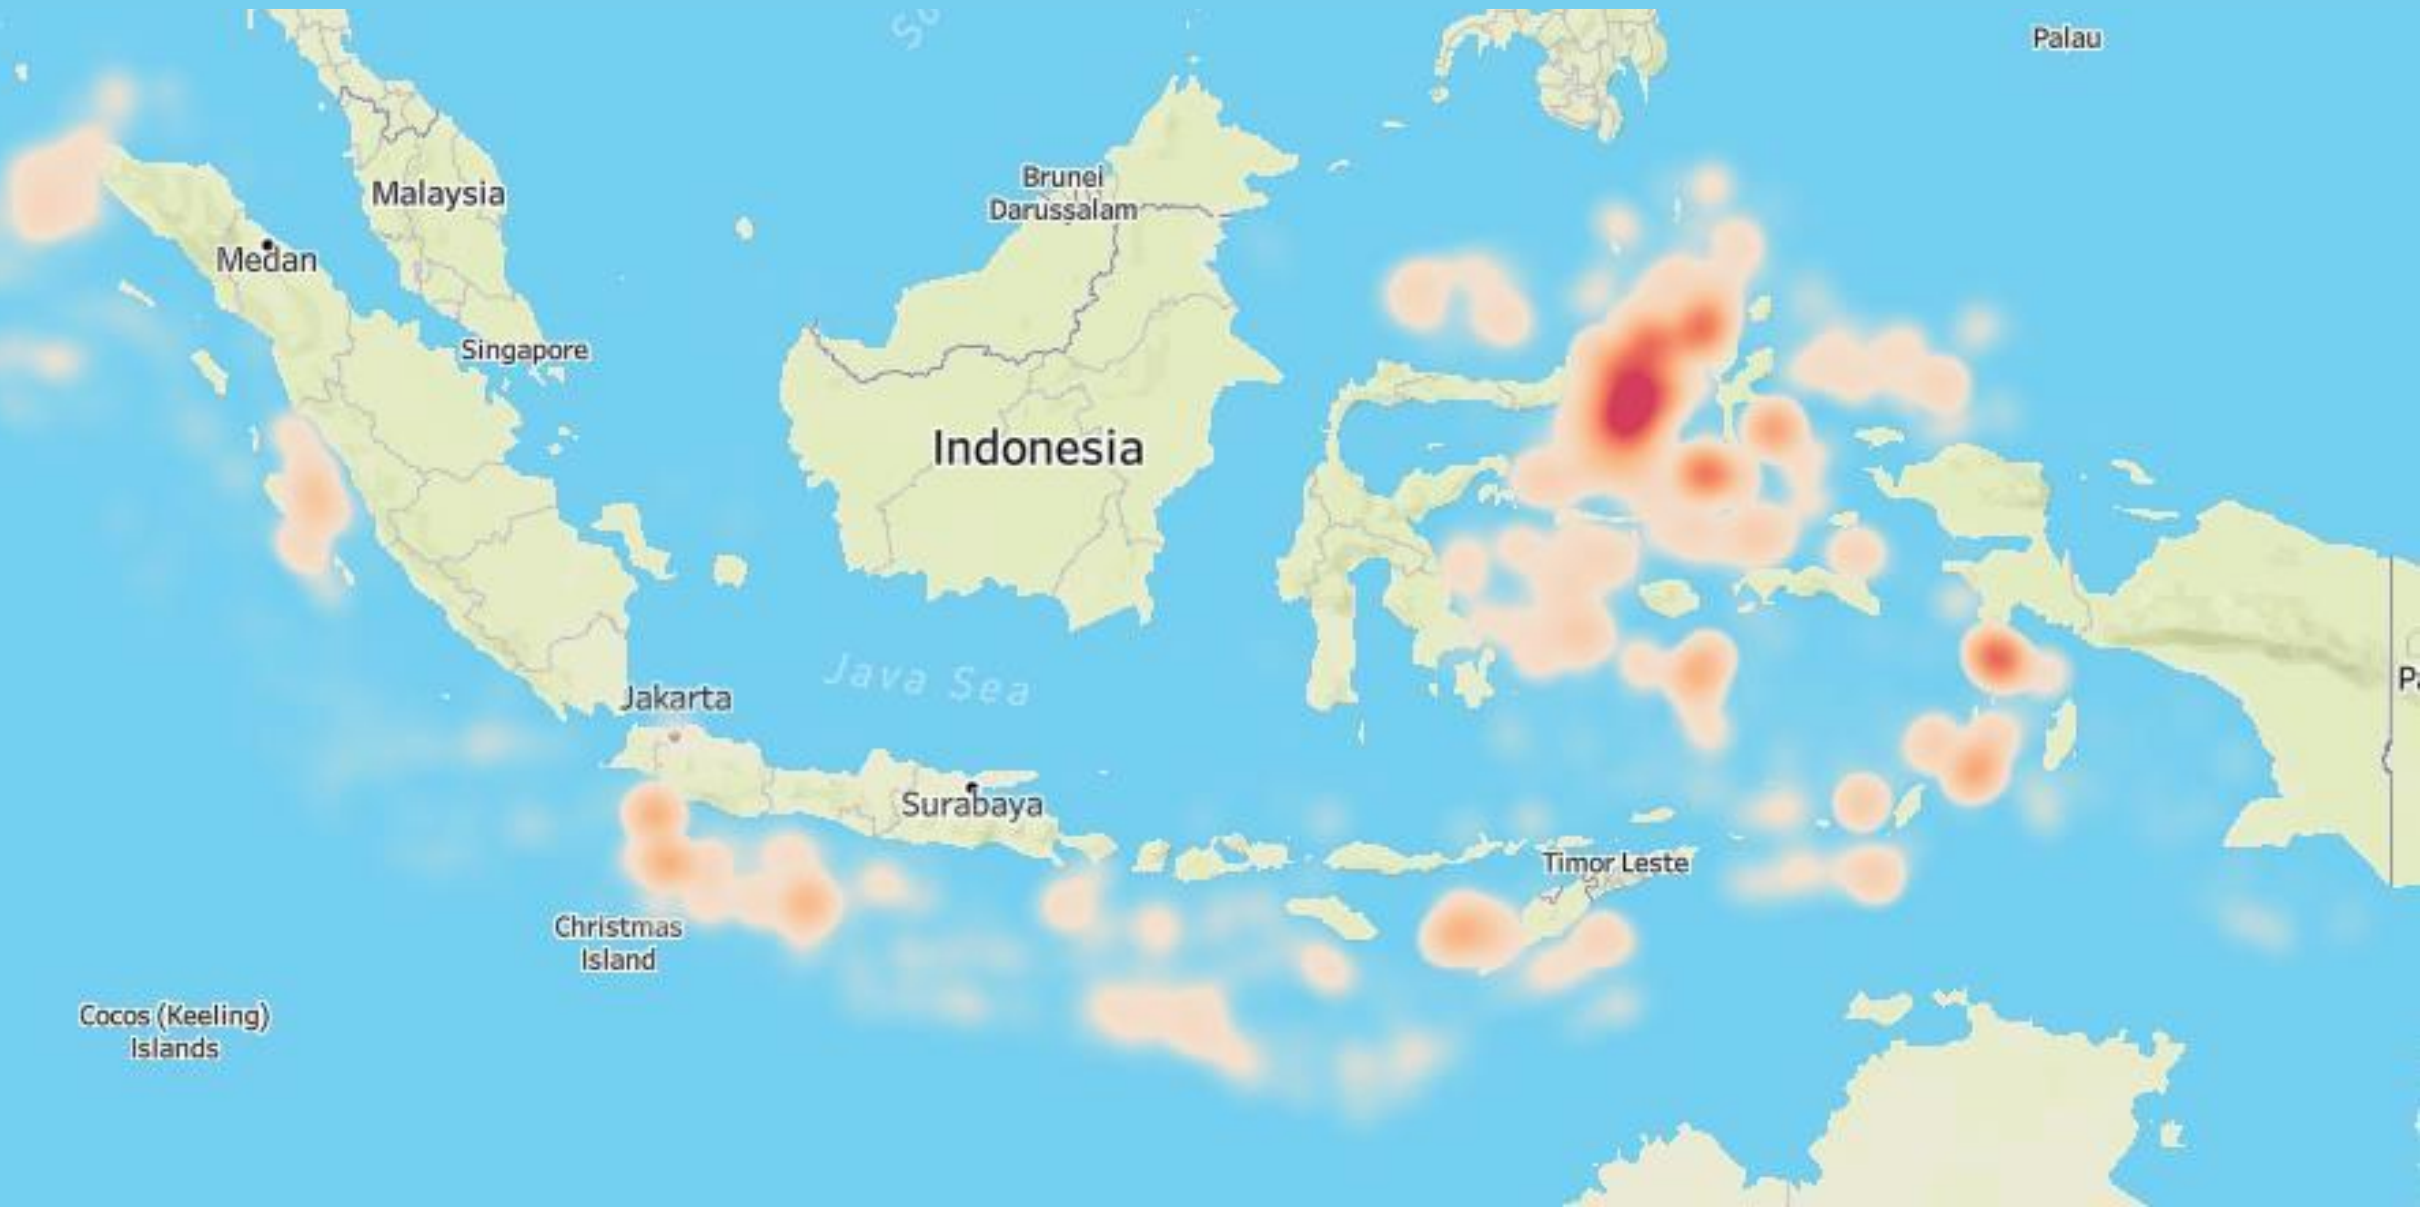 Palau
Malaysia
Brunei
Darussalam
Medan
Singapore
Indonesia
Java Sea
Jakarta
Surabaya
Timor Leste
Christmas
Island
Cocos (Keeling)
Islands